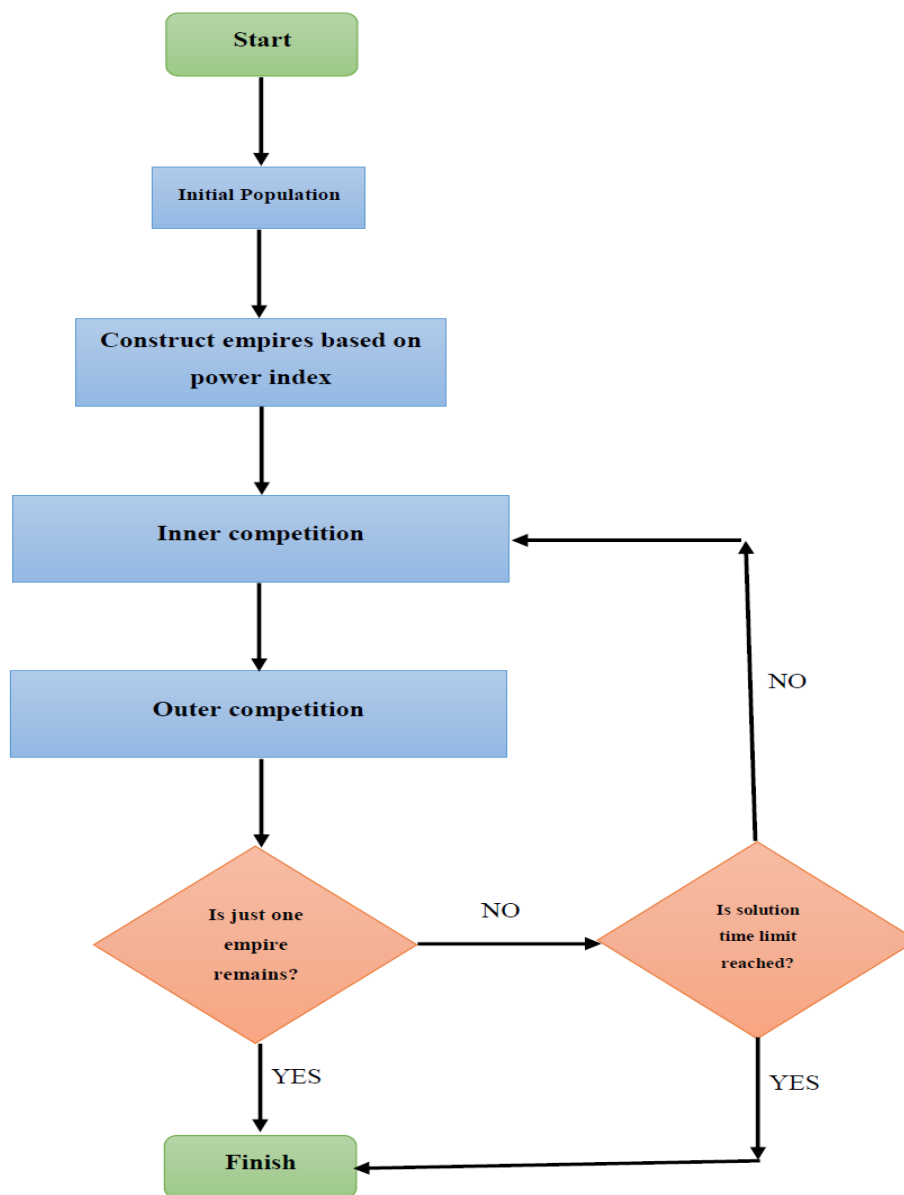 Start
Initial Population
Construct empires based on
power index
Inner competition
NO
Outer competition
Is just one
empire
remains?
NO
Is solution
time limit
reached?
YES
YES
Finish